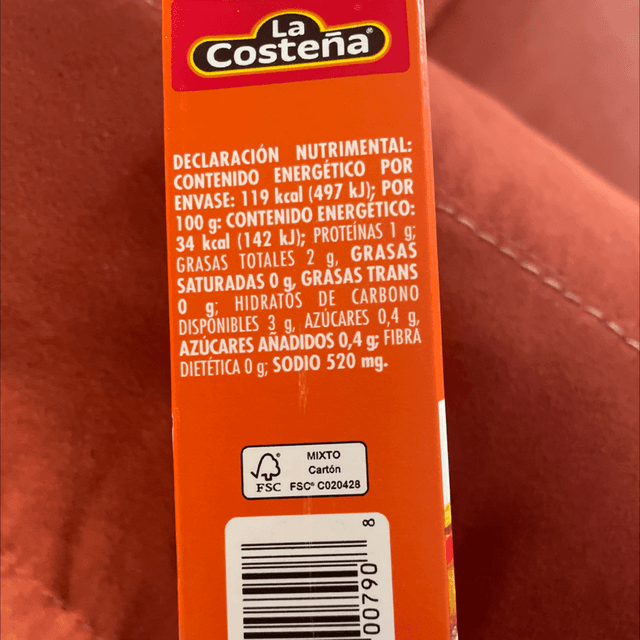 La
Costeña®
DECLARACIÓN NUTRIMENTAL:
CONTENIDO ENERGÉTICO POR
ENVASE: 119 kcal (497 kJ); POR
100 g: CONTENIDO ENERGÉTICO:
34 kcal (142 kJ); PROTEÍNAS 1 g;
GRASAS TOTALES 2 g, GRASAS
SATURADAS 0 g, GRASAS TRANS
0 g; HIDRATOS DE CARBONO
DISPONIBLES 3 g, AZÚCARES 0,4 g,
AZÚCARES AÑADIDOS 0,4 g; FIBRA
DIETÉTICA 0 g; SODIO 520 mg.
MIXTO
Cartón
FSC FSC® C020428
00790 8